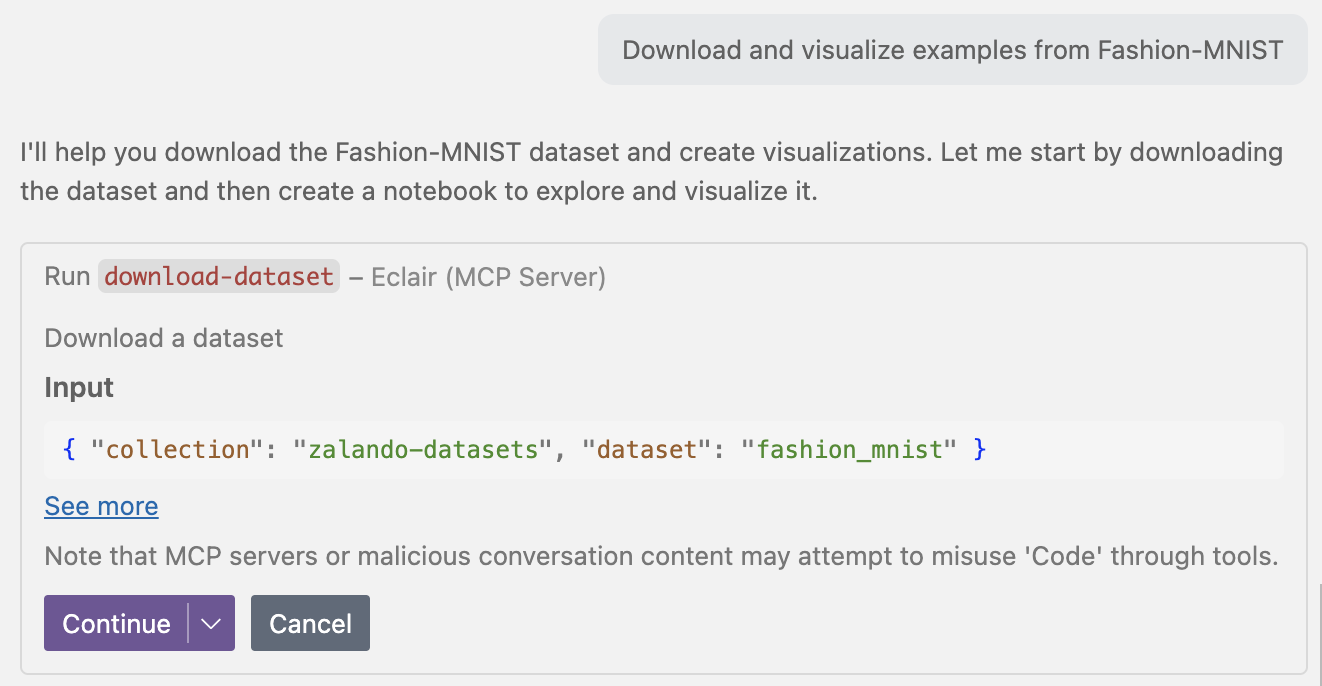 Download and visualize examples from Fashion-MNIST
I'll help you download the Fashion-MNIST dataset and create visualizations. Let me start by downloading
the dataset and then create a notebook to explore and visualize it.
Run download-dataset – Eclair (MCP Server)
Download a dataset
Input
{ "collection": "zalando-datasets", "dataset": "fashion_mnist" }
See more
Note that MCP servers or malicious conversation content may attempt to misuse 'Code' through tools.
Continue
Cancel